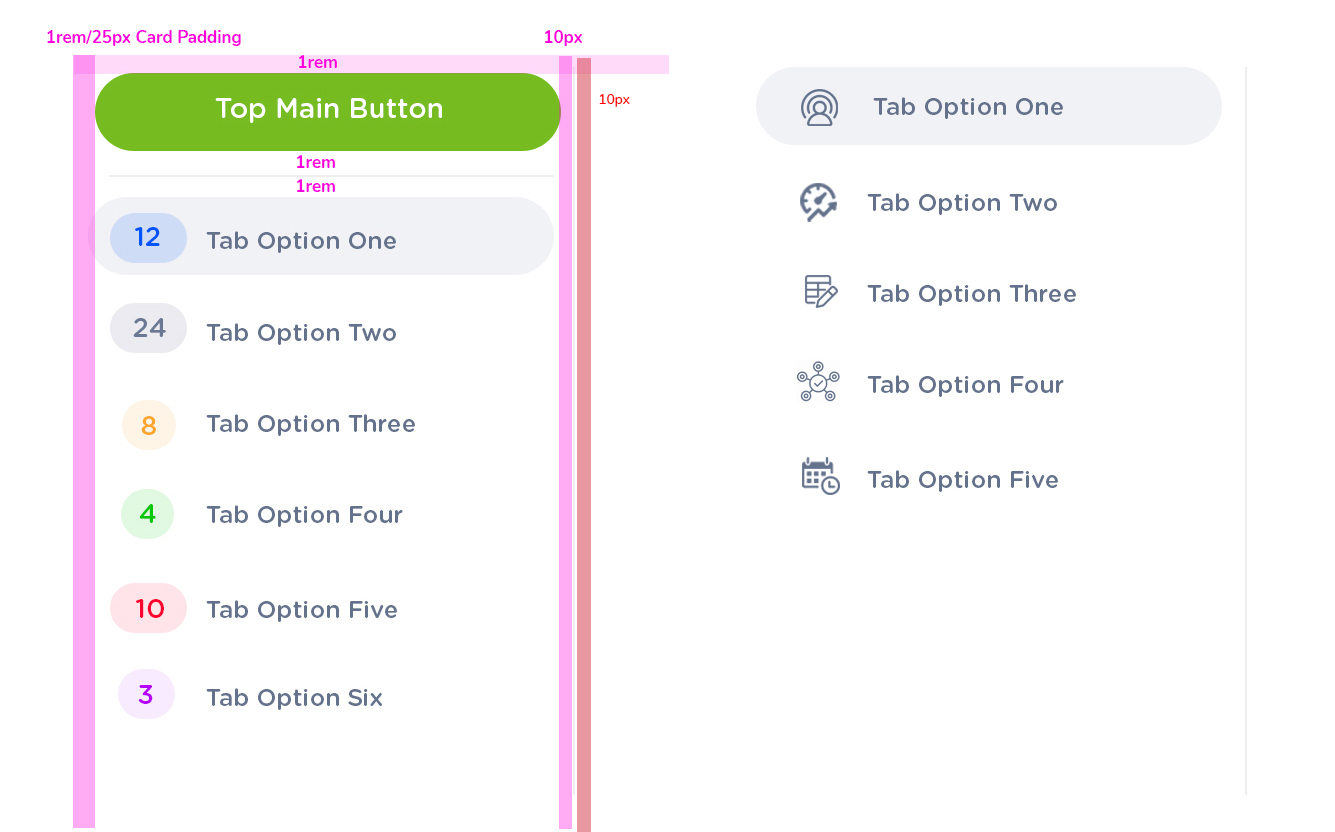 1rem/25px Card Padding
10px
1rem
10px
Top Main Button
1rem
1rem
12 Tab Option One
24 Tab Option Two
8 Tab Option Three
4 Tab Option Four
10 Tab Option Five
3 Tab Option Six
Tab Option One
Tab Option Two
Tab Option Three
Tab Option Four
Tab Option Five